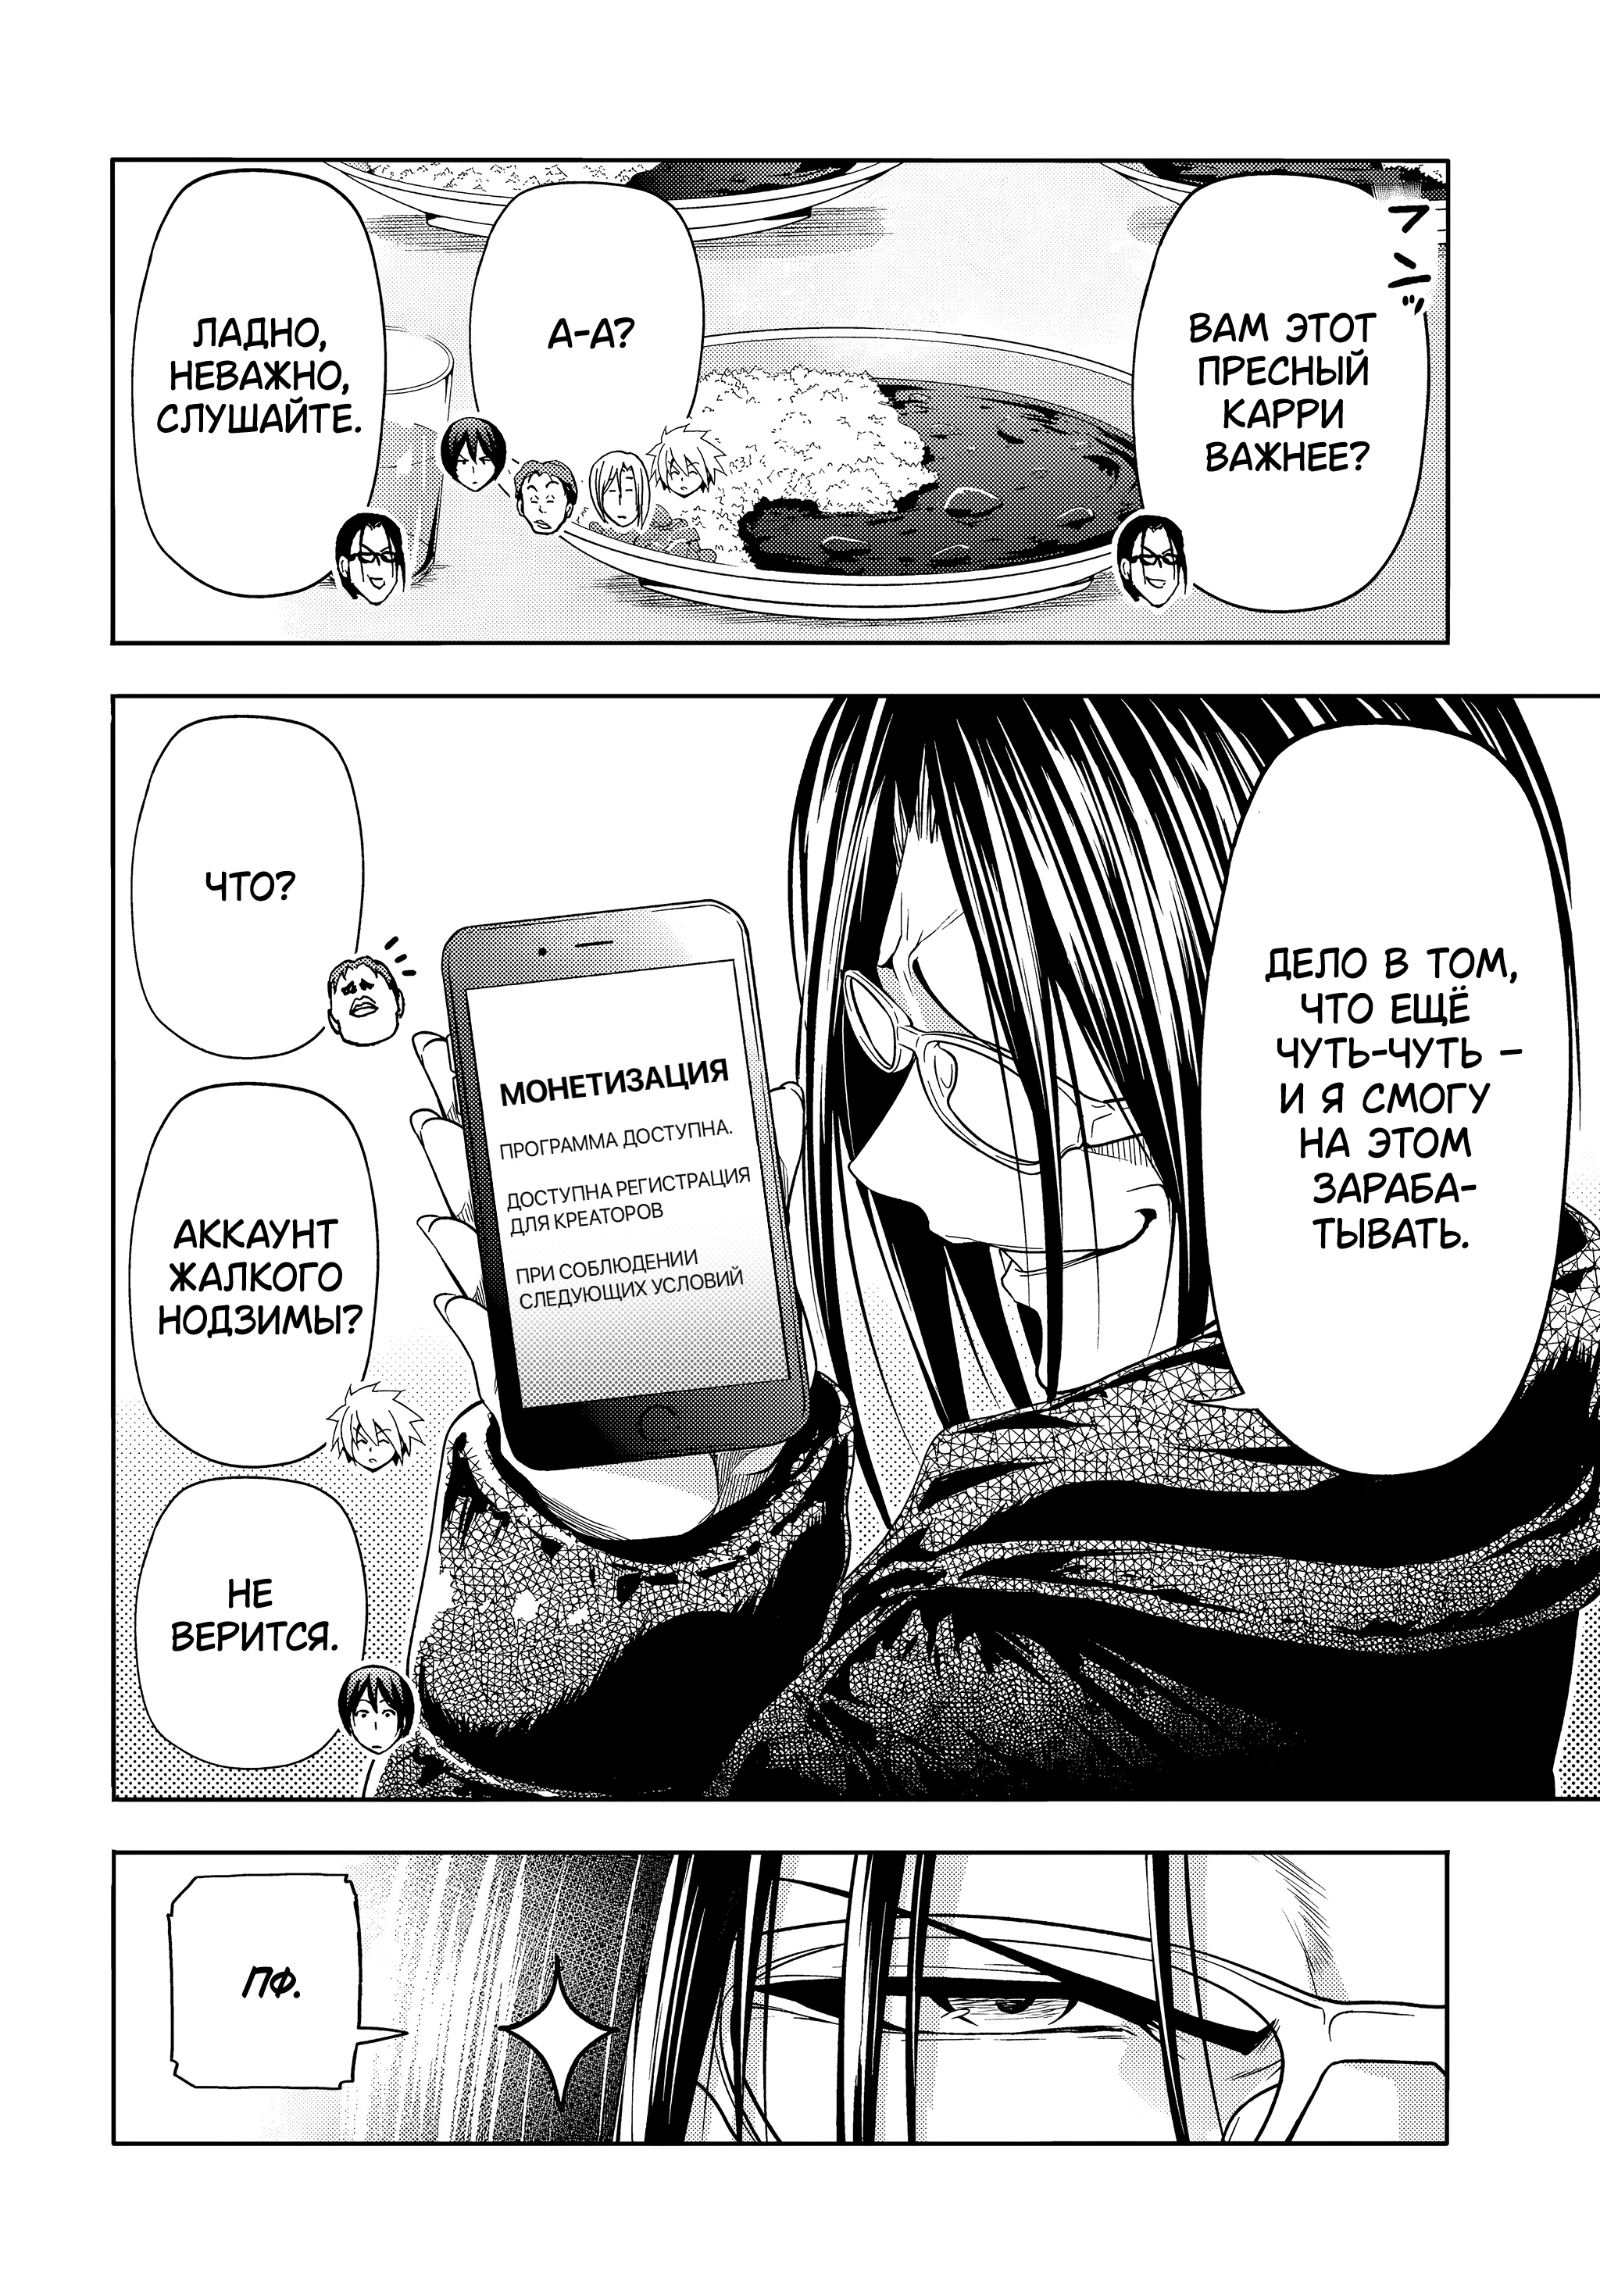 ВАМ ЭТОТ
ПРЕСНЫЙ
КАРРИ
ВАЖНЕЕ?
А-А?
ЛАДНО,
НЕВАЖНО,
СЛУШАЙТЕ.
ДЕЛО В ТОМ,
ЧТО ЕЩЁ
ЧУТЬ-ЧУТЬ –
И Я СМОГУ
НА ЭТОМ
ЗАРАБА-
ТЫВАТЬ.
МОНЕТИЗАЦИЯ
ПРОГРАММА ДОСТУПНА.
ДОСТУПНА РЕГИСТРАЦИЯ
ДЛЯ КРЕАТОРОВ
ПРИ СОБЛЮДЕНИИ
СЛЕДУЮЩИХ УСЛОВИЙ
ЧТО?
АККАУНТ
ЖАЛКОГО
НОДЗИМЫ?
НЕ
ВЕРИТСЯ.
ПФ.